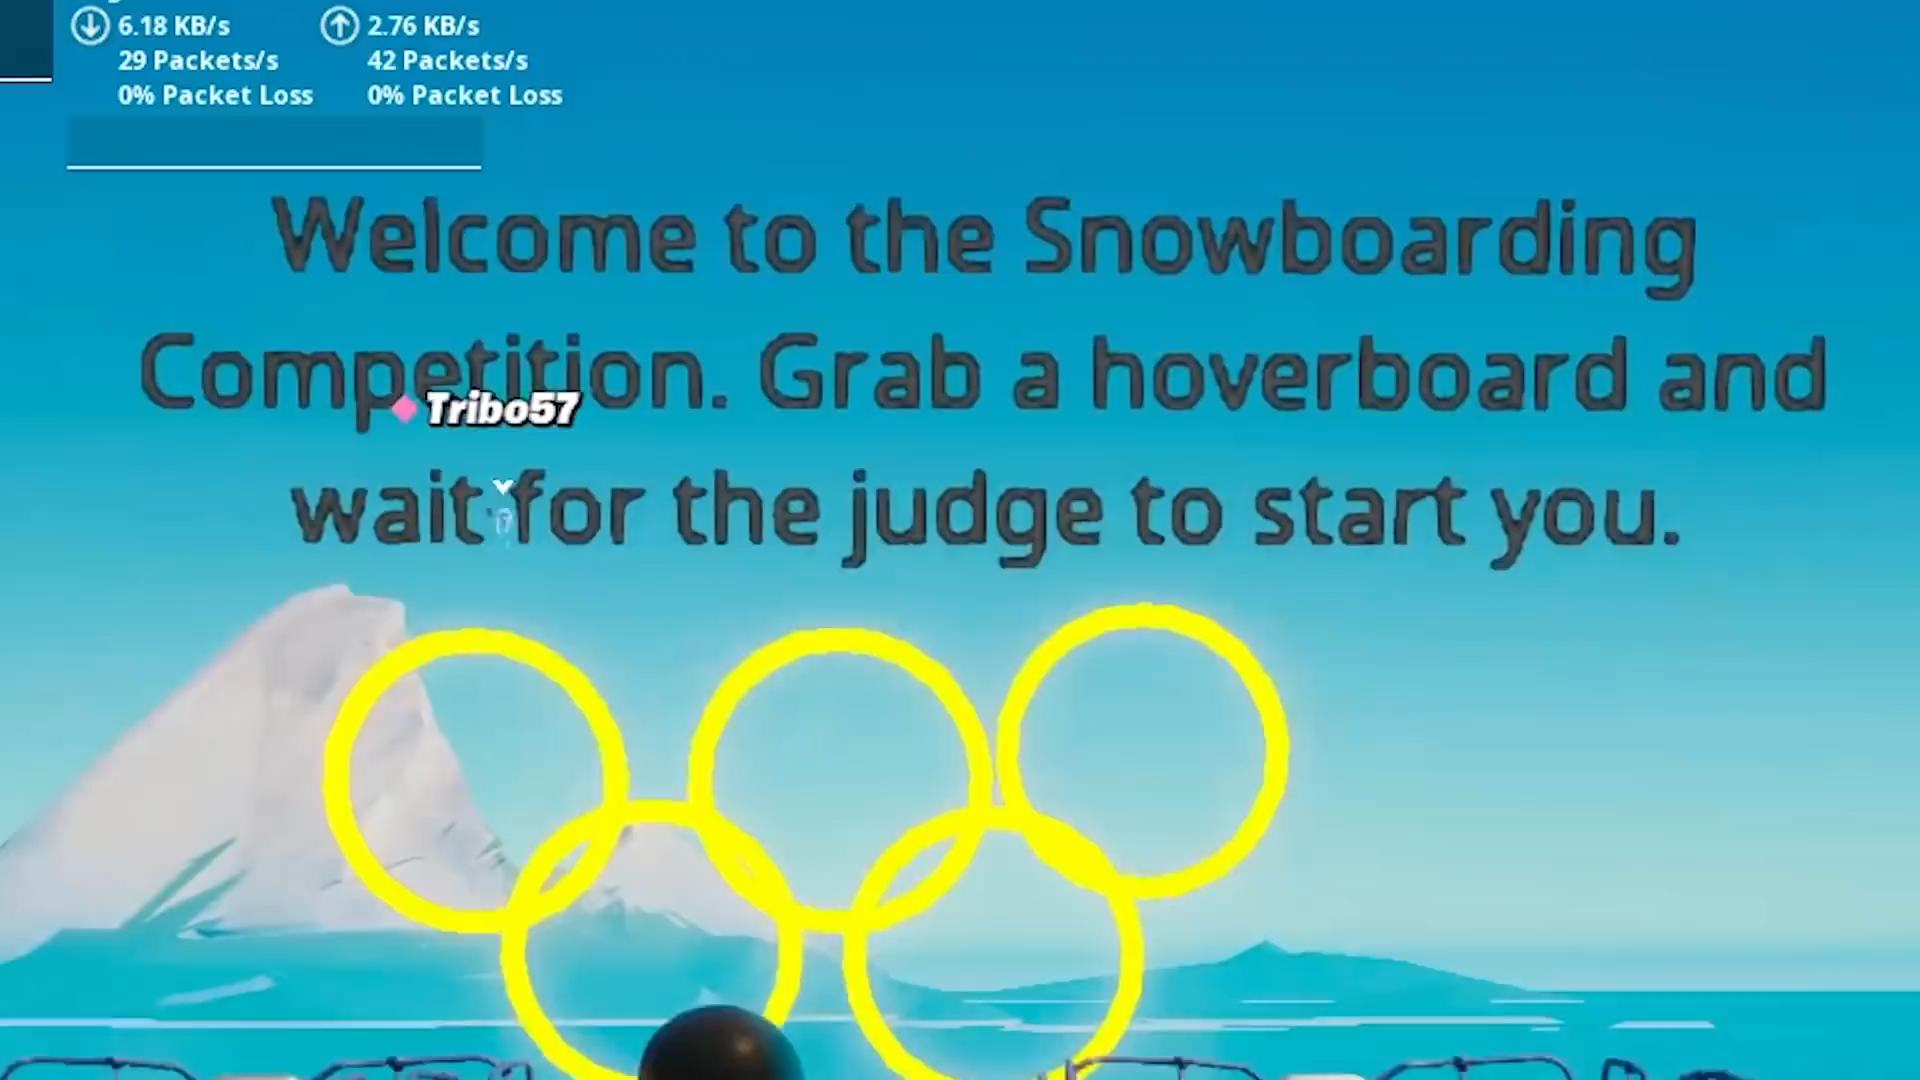 6.18 KB/s 2.76 KB/s
29 Packets/s 42 Packets/s
0% Packet Loss 0% Packet Loss
Welcome to the Snowboarding
Competition. Grab a hoverboard and
Tribo57
wait for the judge to start you.